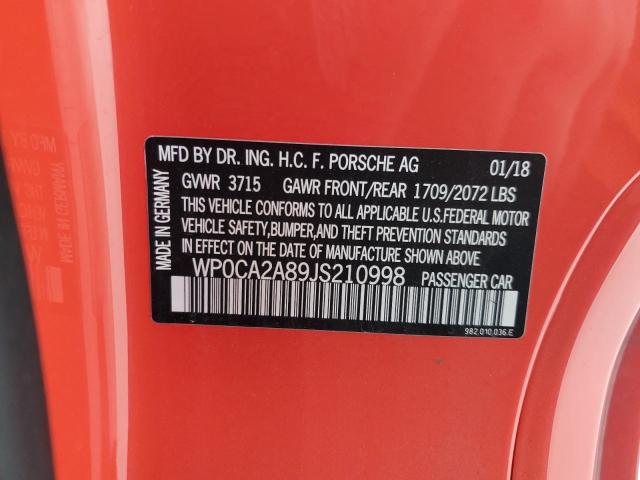 MFD BY DR. ING. H.C. F. PORSCHE AG 01/18
GVWR 3715 GAWR FRONT/REAR 1709/2072 LBS
THIS VEHICLE CONFORMS TO ALL APPLICABLE U.S.FEDERAL MOTOR
VEHICLE SAFETY,BUMPER,AND THEFT PREVENTION STANDARDS
IN EFFECT ON THE DATE OF MANUFACTURE SHOWN ABOVE
WP0CA2A89JS210998 PASSENGER CAR
982.010.036.E
MADE IN GERMANY